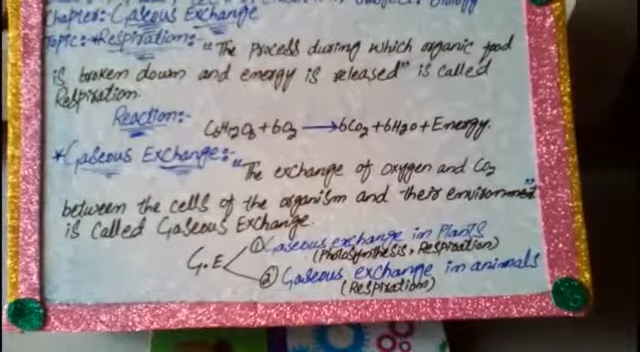 Subject: Biology
Chapter:- Gaseous Exchange
Topic:- *Respiration:- "The Process during which organic food
is broken down and energy is released" is called
Respiration.
Reaction:-
C6H12O6 + 6O2 → 6CO2 + 6H2O + Energy.
*Gaseous Exchange:- "The exchange of oxygen and CO2
between the cells of the organism and their environment"
is called Gaseous Exchange.
① Gaseous exchange in Plants
(Photosynthesis, Respiration)
G.E
② Gaseous exchange in animals
(Respiration)